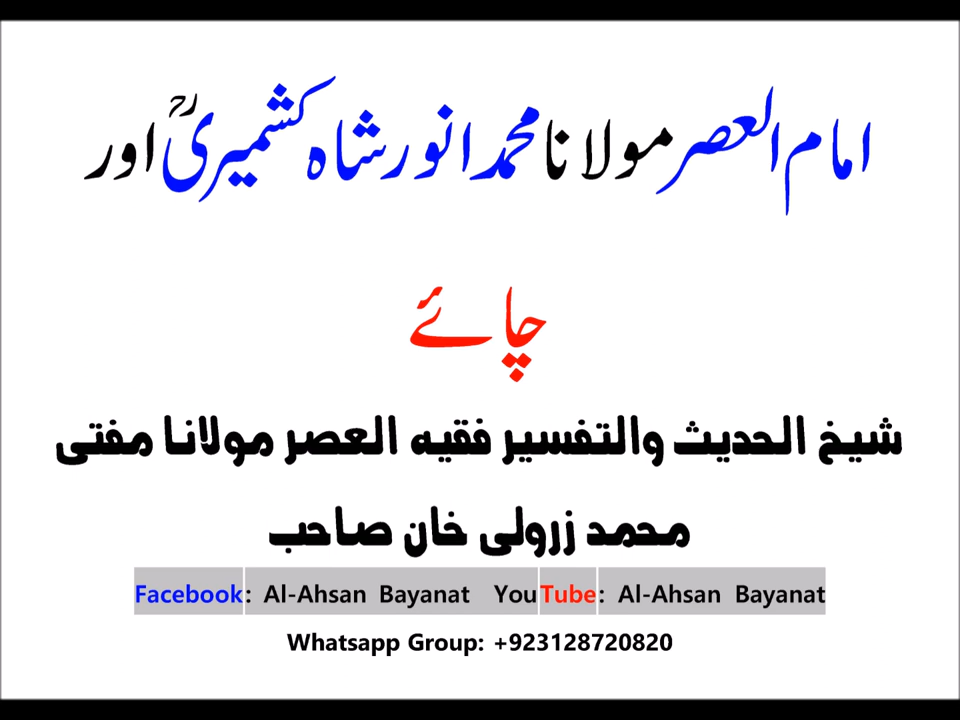 امام العصر مولانا محمد انور شاہ کشمیریؒ اور
چائے
شیخ الحدیث والتفسیر فقیہ العصر مولانا مفتی
محمد زرولی خان صاحب
Facebook: Al-Ahsan Bayanat YouTube: Al-Ahsan Bayanat
Whatsapp Group: +923128720820